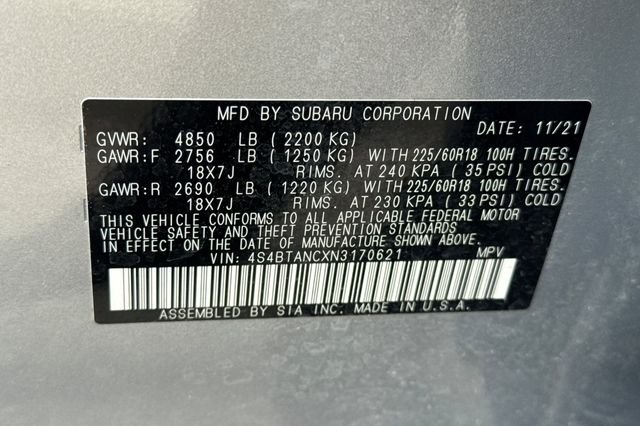 MFD BY SUBARU CORPORATION
DATE: 11/21
GVWR: 4850 LB (2200 KG)
GAWR:F 2756 LB (1250 KG) WITH 225/60R18 100H TIRES.
18X7J RIMS. AT 240 KPA (35 PSI) COLD
GAWR:R 2690 LB (1220 KG) WITH 225/60R18 100H TIRES.
18X7J RIMS. AT 230 KPA (33 PSI) COLD
THIS VEHICLE CONFORMS TO ALL APPLICABLE FEDERAL MOTOR
VEHICLE SAFETY AND THEFT PREVENTION STANDARDS
IN EFFECT ON THE DATE OF MANUFACTURE SHOWN ABOVE.
VIN: 4S4BTANCXN3170621 MPV
ASSEMBLED BY SIA INC. MADE IN U.S.A.